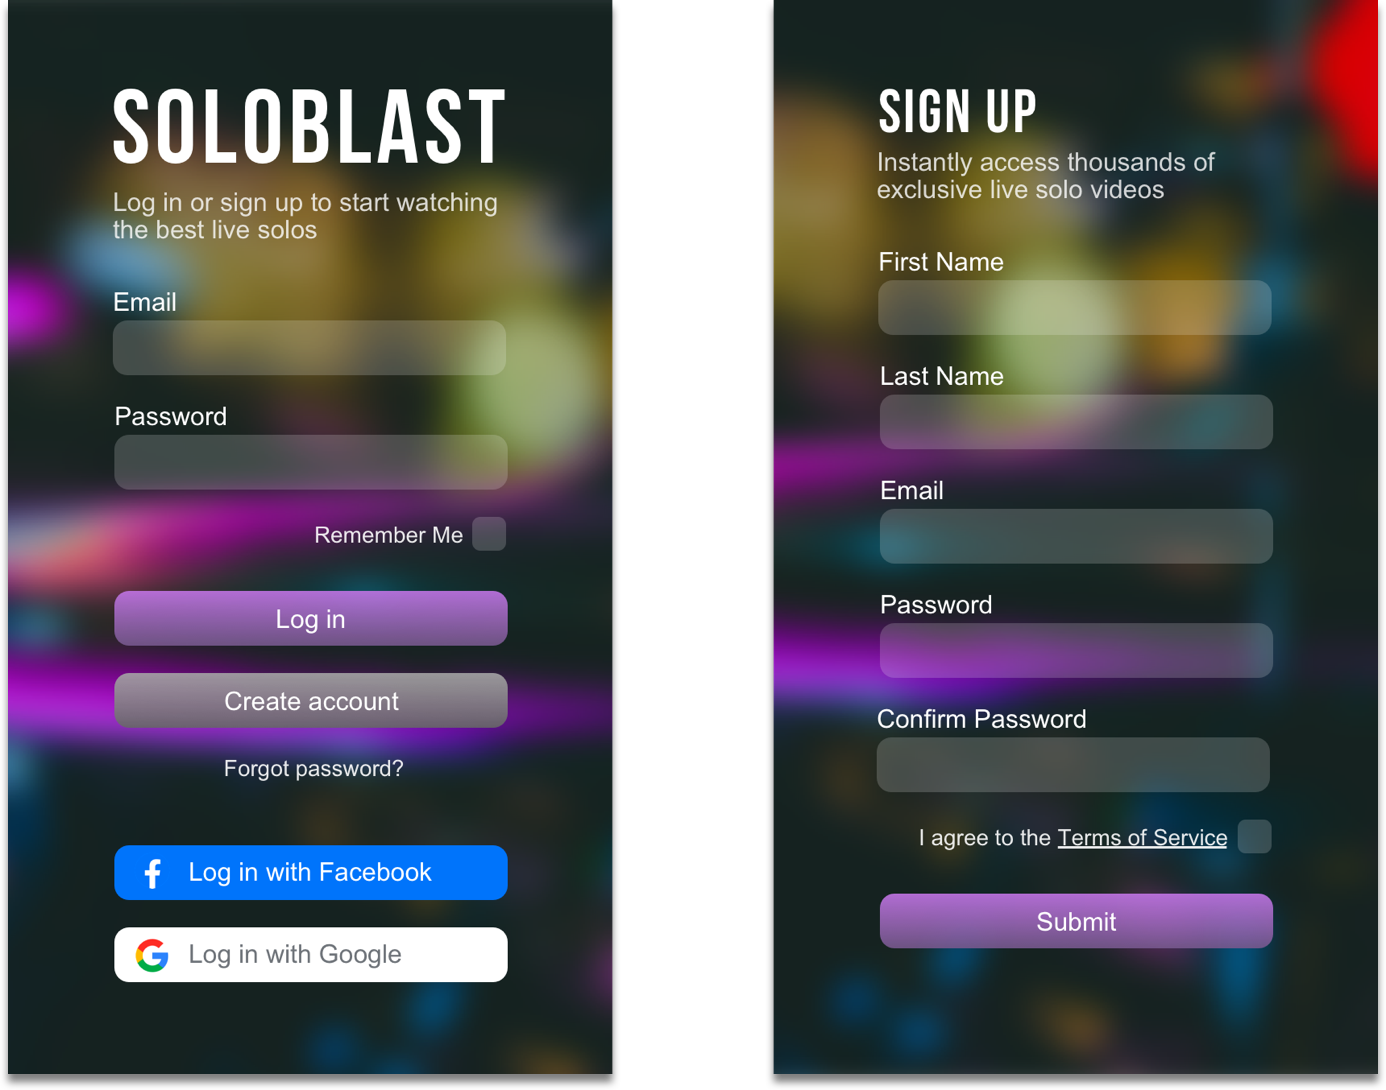 SOLOBLAST
Log in or sign up to start watching
the best live solos
Email
Password
Remember Me
Log in
Create account
Forgot password?
Log in with Facebook
Log in with Google
SIGN UP
Instantly access thousands of
exclusive live solo videos
First Name
Last Name
Email
Password
Confirm Password
I agree to the Terms of Service
Submit